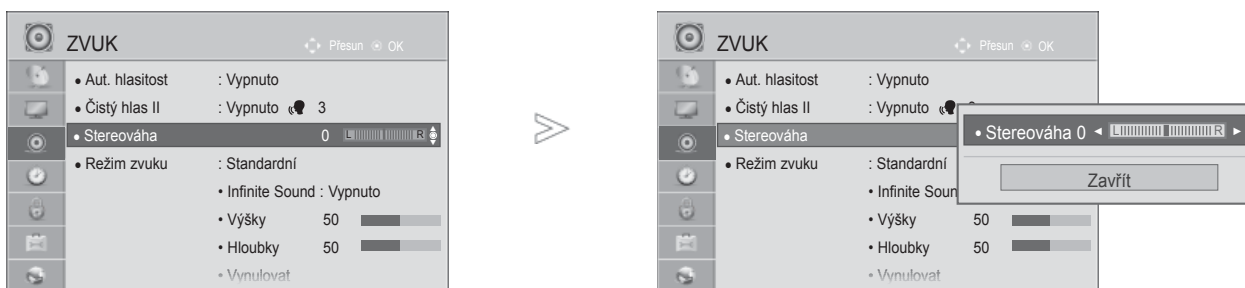 ZVUK
Přesun OK
• Aut. hlasitost : Vypnuto
• Čistý hlas II : Vypnuto 3
• Stereováha 0 L R
• Režim zvuku : Standardní
• Infinite Sound : Vypnuto
• Výšky 50
• Hloubky 50
• Vynulovat
ZVUK
Přesun OK
• Aut. hlasitost : Vypnuto
• Čistý hlas II : Vypnuto
• Stereováha
• Režim zvuku : Standardní
• Infinite Soun
• Výšky 50
• Hloubky 50
• Vynulovat
• Stereováha 0 ◄ L R ►
Zavřít